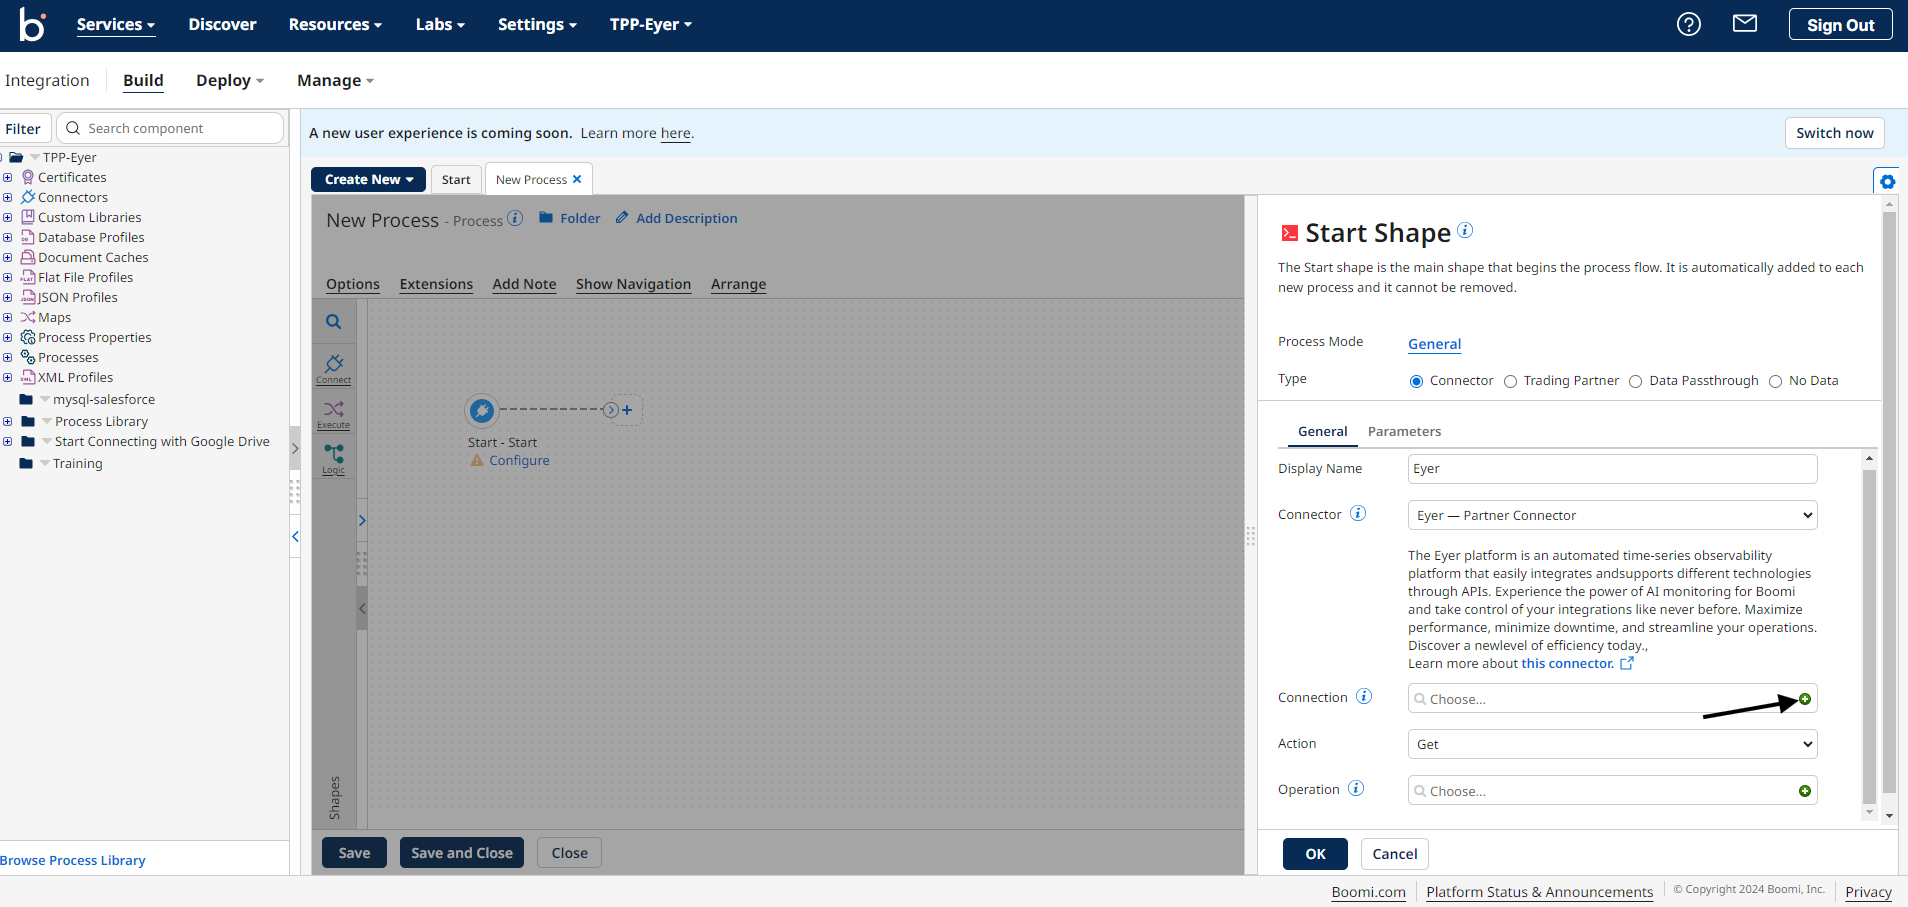 b
Services Discover Resources Labs Settings TPP-Eyer
Sign Out
Integration Build Deploy Manage
Filter
Search component
TPP-Eyer
Certificates
Connectors
Custom Libraries
Database Profiles
Document Caches
Flat File Profiles
JSON Profiles
Maps
Process Properties
Processes
XML Profiles
mysql-salesforce
Process Library
Start Connecting with Google Drive
Training
Browse Process Library
A new user experience is coming soon. Learn more here.
Switch now
Create New Start New Process
New Process - Process Folder Add Description
Options Extensions Add Note Show Navigation Arrange
Connect
Execute
Logic
Shapes
Start - Start
Configure
Save Save and Close Close
Start Shape
The Start shape is the main shape that begins the process flow. It is automatically added to each
new process and it cannot be removed.
Process Mode General
Type Connector Trading Partner Data Passthrough No Data
General Parameters
Display Name Eyer
Connector Eyer — Partner Connector
The Eyer platform is an automated time-series observability
platform that easily integrates andsupports different technologies
through APIs. Experience the power of AI monitoring for Boomi
and take control of your integrations like never before. Maximize
performance, minimize downtime, and streamline your operations.
Discover a newlevel of efficiency today.,
Learn more about this connector.
Connection Choose...
Action Get
Operation Choose...
OK Cancel
Boomi.com Platform Status & Announcements © Copyright 2024 Boomi, Inc. Privacy